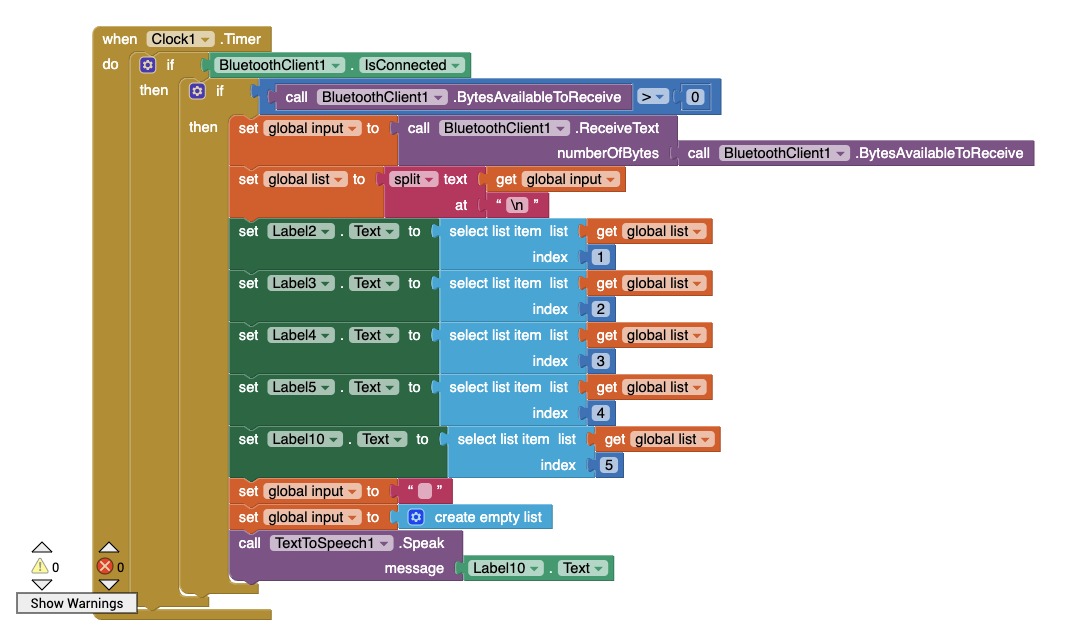 when Clock1 .Timer
do if BluetoothClient1 . IsConnected
then if call BluetoothClient1 .BytesAvailableToReceive > 0
then set global input to call BluetoothClient1 .ReceiveText
numberOfBytes call BluetoothClient1 .BytesAvailableToReceive
set global list to split text get global input
at “ \n ”
set Label2 . Text to select list item list get global list
index 1
set Label3 . Text to select list item list get global list
index 2
set Label4 . Text to select list item list get global list
index 3
set Label5 . Text to select list item list get global list
index 4
set Label10 . Text to select list item list get global list
index 5
set global input to “ ”
set global input to create empty list
call TextToSpeech1 .Speak
message Label10 . Text
0 0
Show Warnings